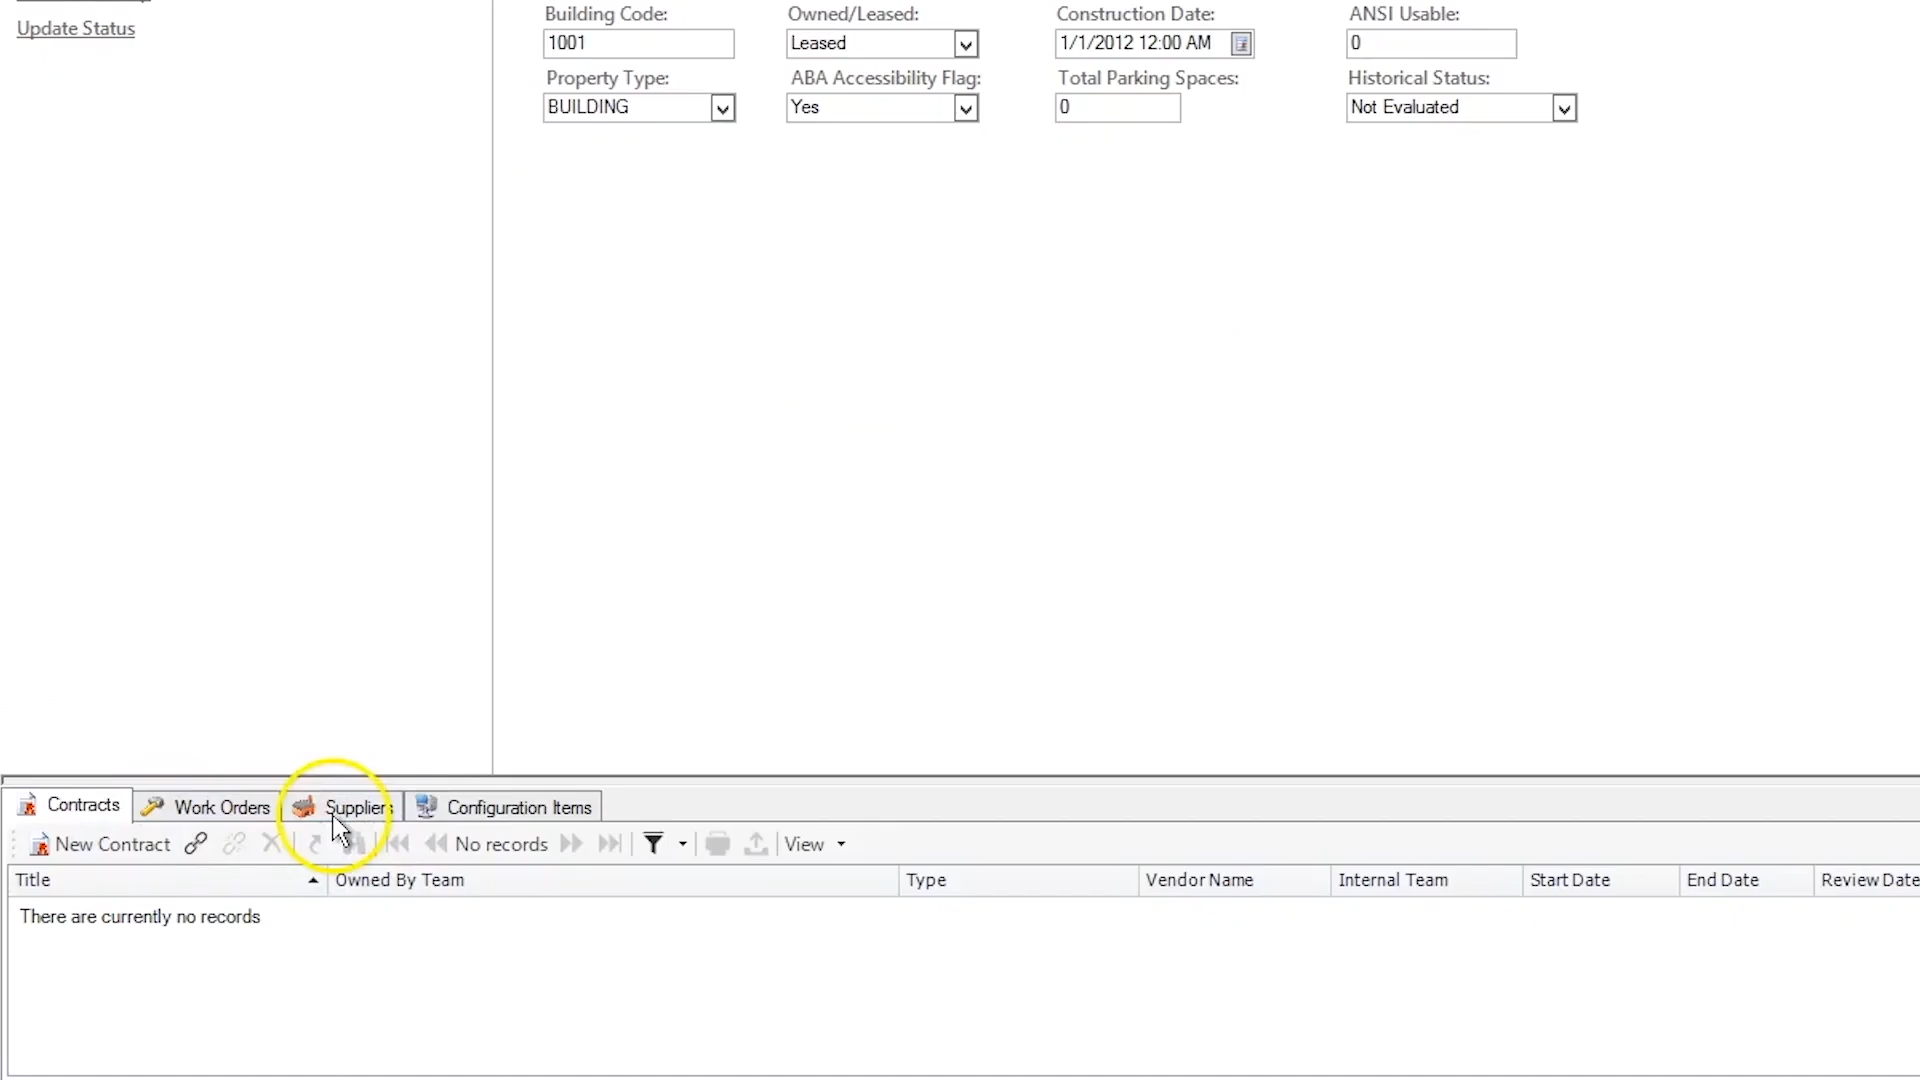 Update Status
Building Code: Owned/Leased: Construction Date: ANSI Usable:
1001 Leased 1/1/2012 12:00 AM 0
Property Type: ABA Accessibility Flag: Total Parking Spaces: Historical Status:
BUILDING Yes 0 Not Evaluated
Contracts Work Orders Suppliers Configuration Items
New Contract No records View
Title Owned By Team Type Vendor Name Internal Team Start Date End Date Review Date
There are currently no records